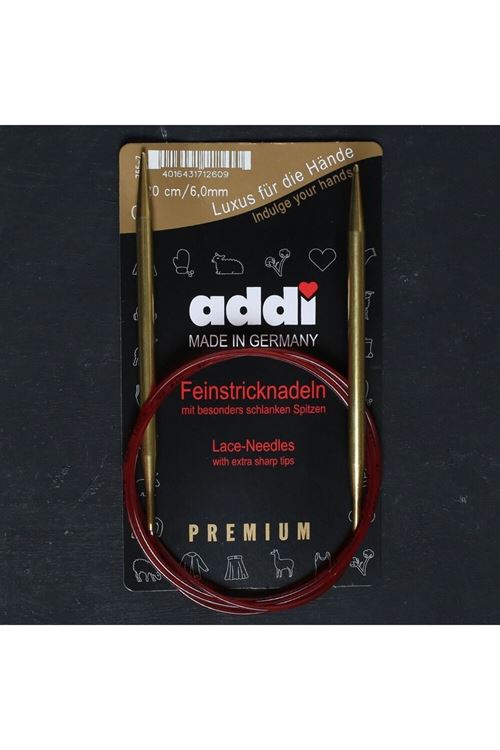 4016431712609
0 cm/6,0mm
Luxus für die Hände
Indulge your hands
addi
MADE IN GERMANY
Feinstricknadeln
mit besonders schlanken Spitzen
Lace-Needles
with extra sharp tips
PREMIUM